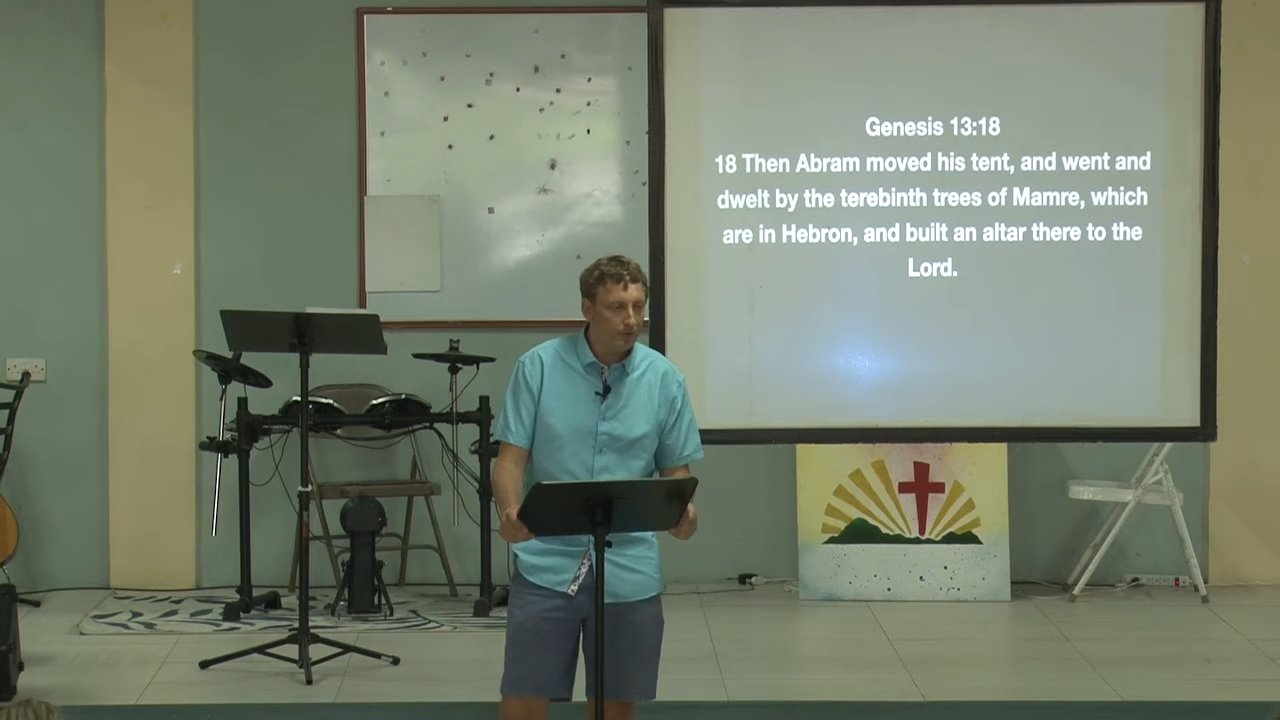 Genesis 13:18
18 Then Abram moved his tent, and went and
dwelt by the terebinth trees of Mamre, which
are in Hebron, and built an altar there to the
Lord.